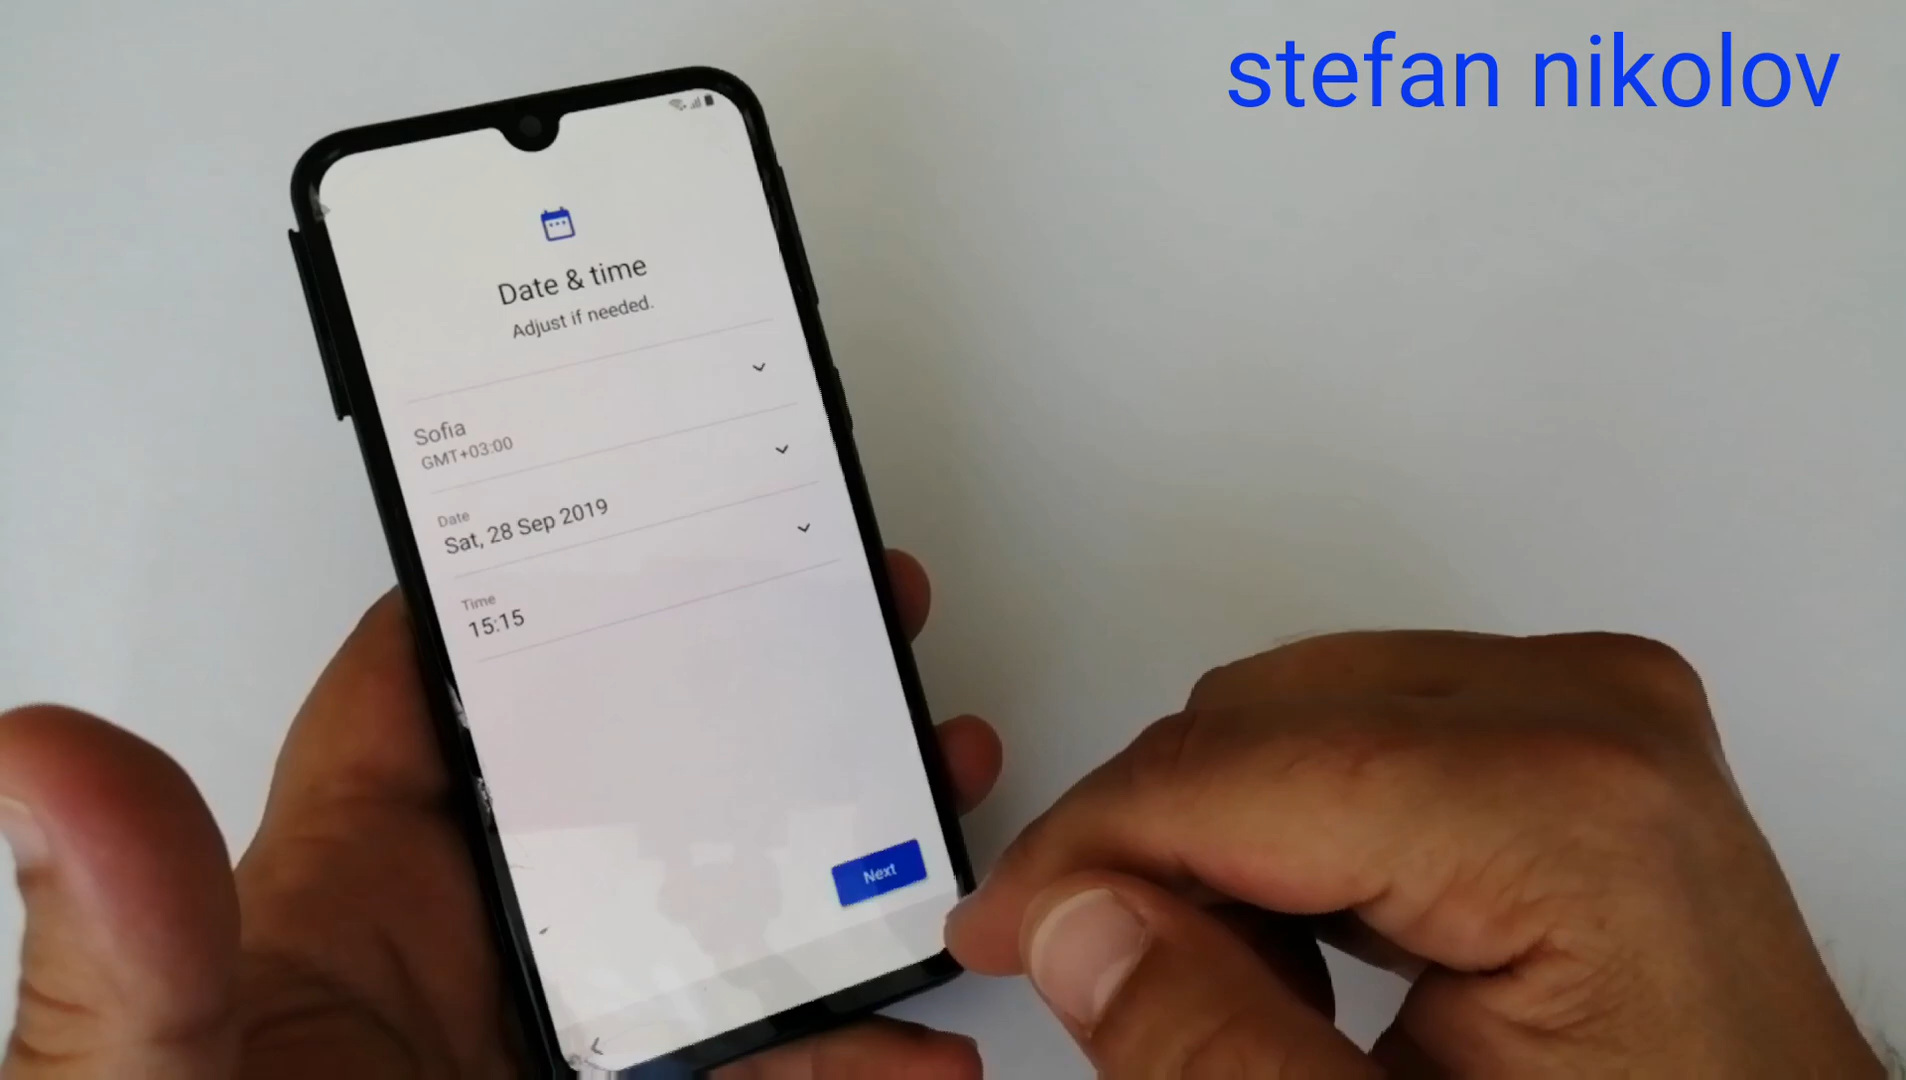 stefan nikolov
Date & time
Adjust if needed.
Sofia
GMT+03:00
Date
Sat, 28 Sep 2019
Time
15:15
Next